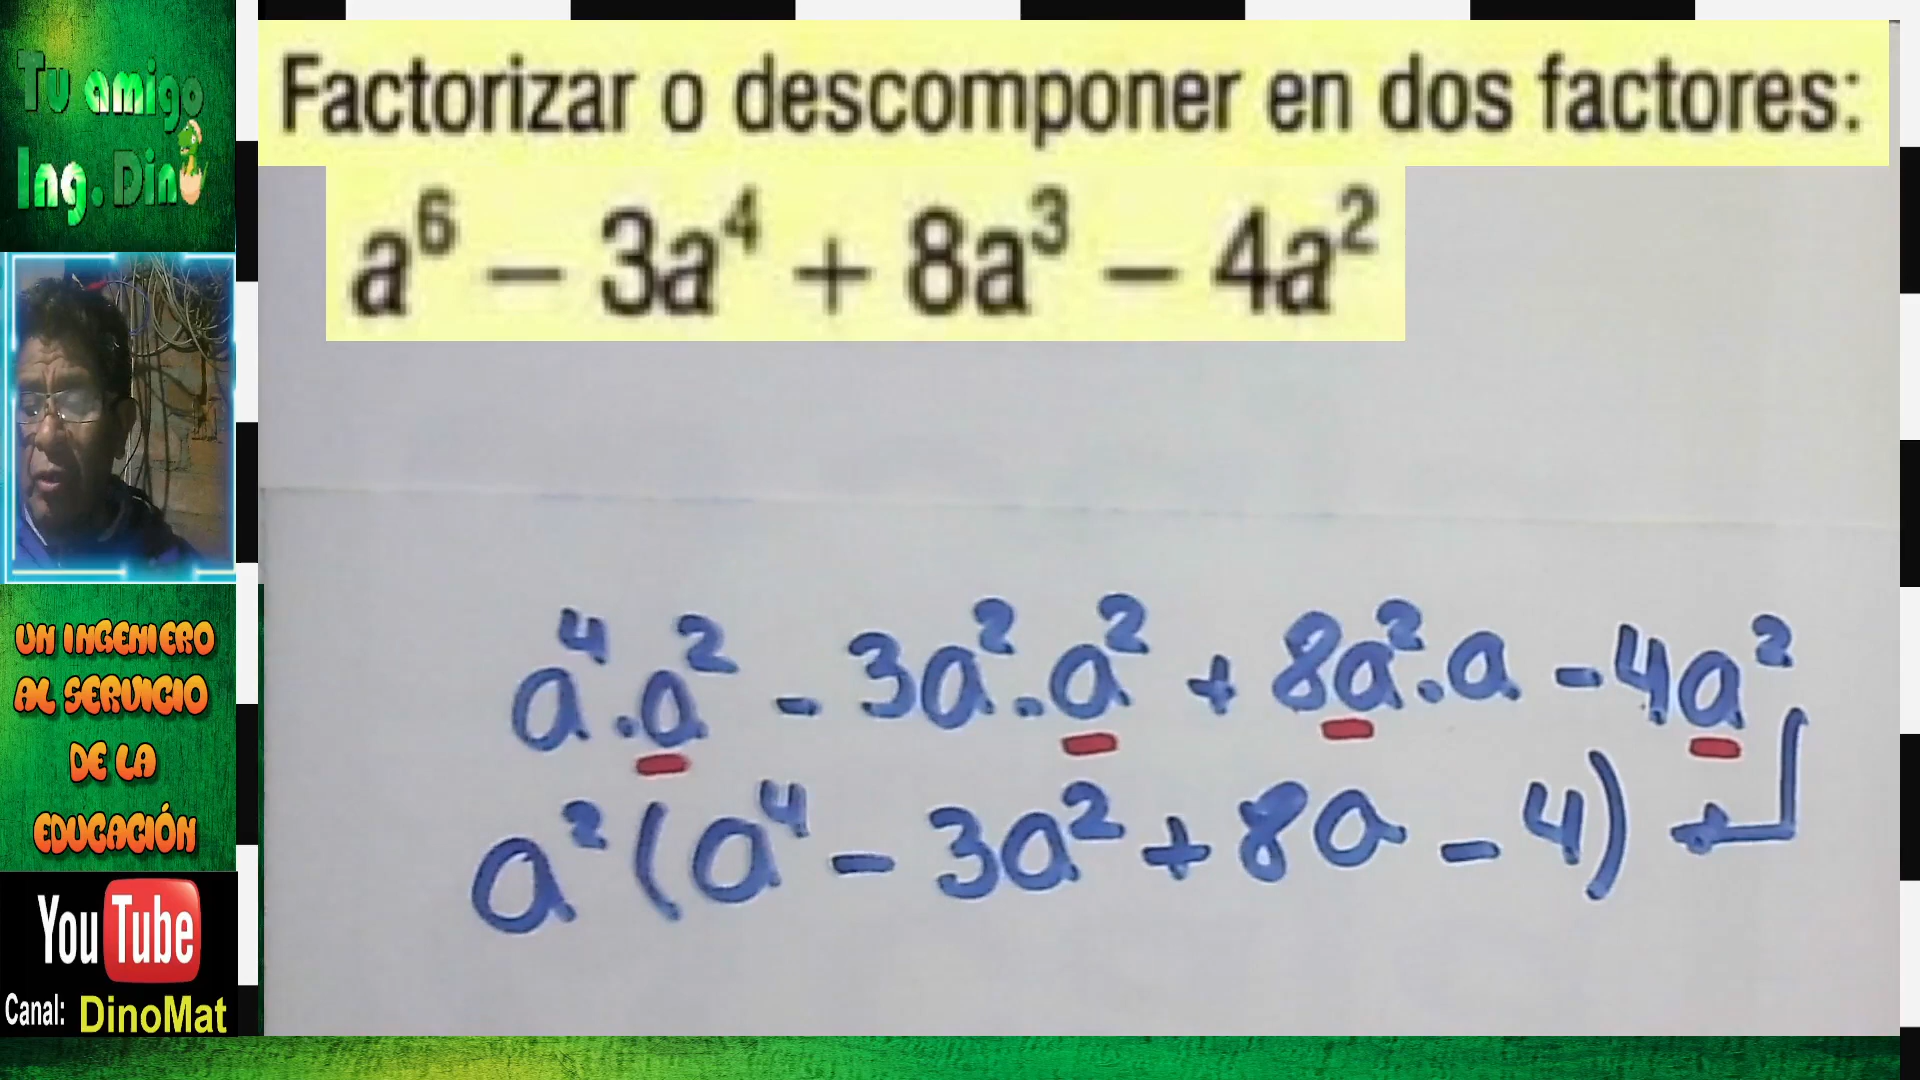 Tu amigo
Ing. Dino
Factorizar o descomponer en dos factores:
a⁶ – 3a⁴ + 8a³ – 4a²
a⁴.a² - 3a².a² + 8a².a - 4a²
a²(a⁴ - 3a² + 8a - 4)
UN INGENIERO
AL SERVICIO
DE LA
EDUCACIÓN
YouTube
Canal: DinoMat